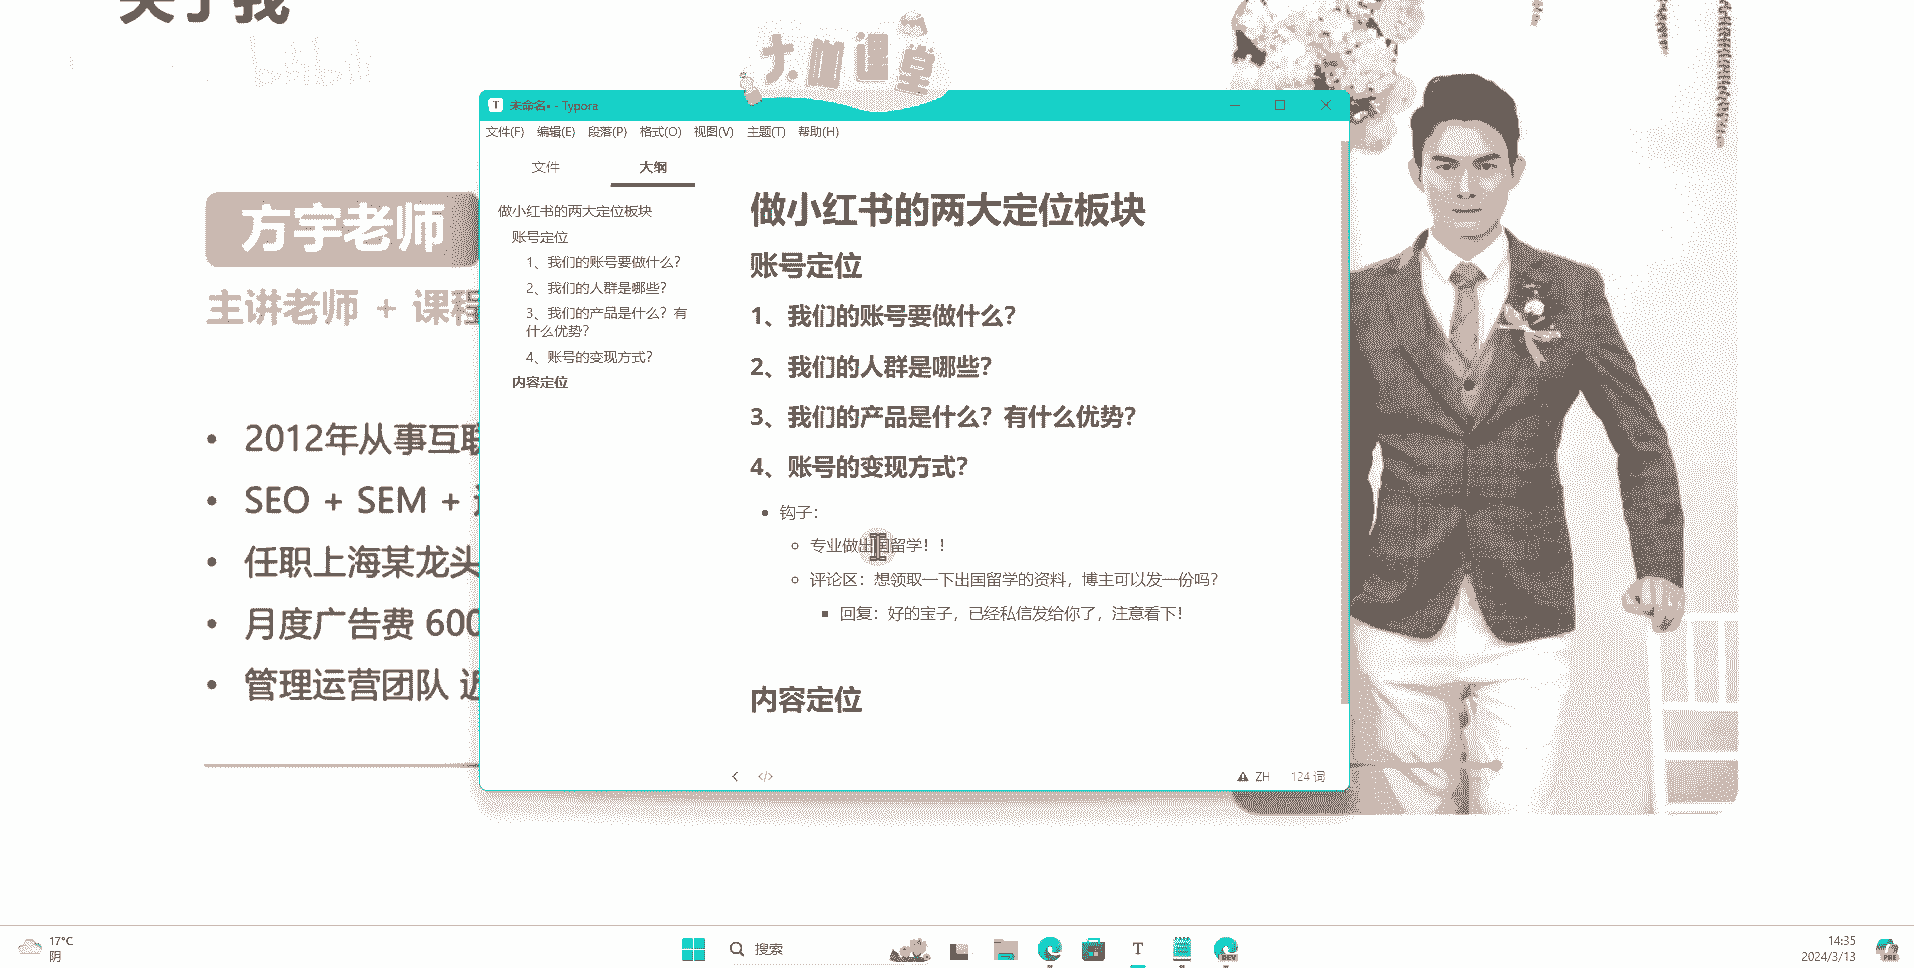 关于我
bilibili
大咖课堂
未命名• - Typora
文件(F) 编辑(E) 段落(P) 格式(O) 视图(V) 主题(T) 帮助(H)
文件 大纲
做小红书的两大定位板块
账号定位
1、我们的账号要做什么？
2、我们的人群是哪些？
3、我们的产品是什么？有
什么优势？
4、账号的变现方式？
内容定位
做小红书的两大定位板块
账号定位
1、我们的账号要做什么？
2、我们的人群是哪些？
3、我们的产品是什么？有什么优势？
4、账号的变现方式？
钩子：
专业做出国留学！！
评论区：想领取一下出国留学的资料，博主可以发一份吗？
回复：好的宝子，已经私信发给你了，注意看下！
内容定位
ZH 124 词
方宇老师
主讲老师 + 课程
2012年从事互联
SEO + SEM +
任职上海某龙头
月度广告费 600
管理运营团队 近
17°C
阴
搜索
T
DEV
14:35
2024/3/13
PRE